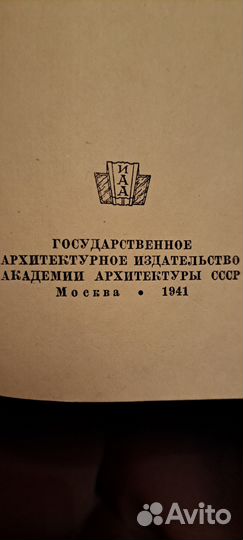 ИАА
ГОСУДАРСТВЕННОЕ
АРХИТЕКТУРНОЕ ИЗДАТЕЛЬСТВО
АКАДЕМИИ АРХИТЕКТУРЫ СССР
Москва • 1941
Avito